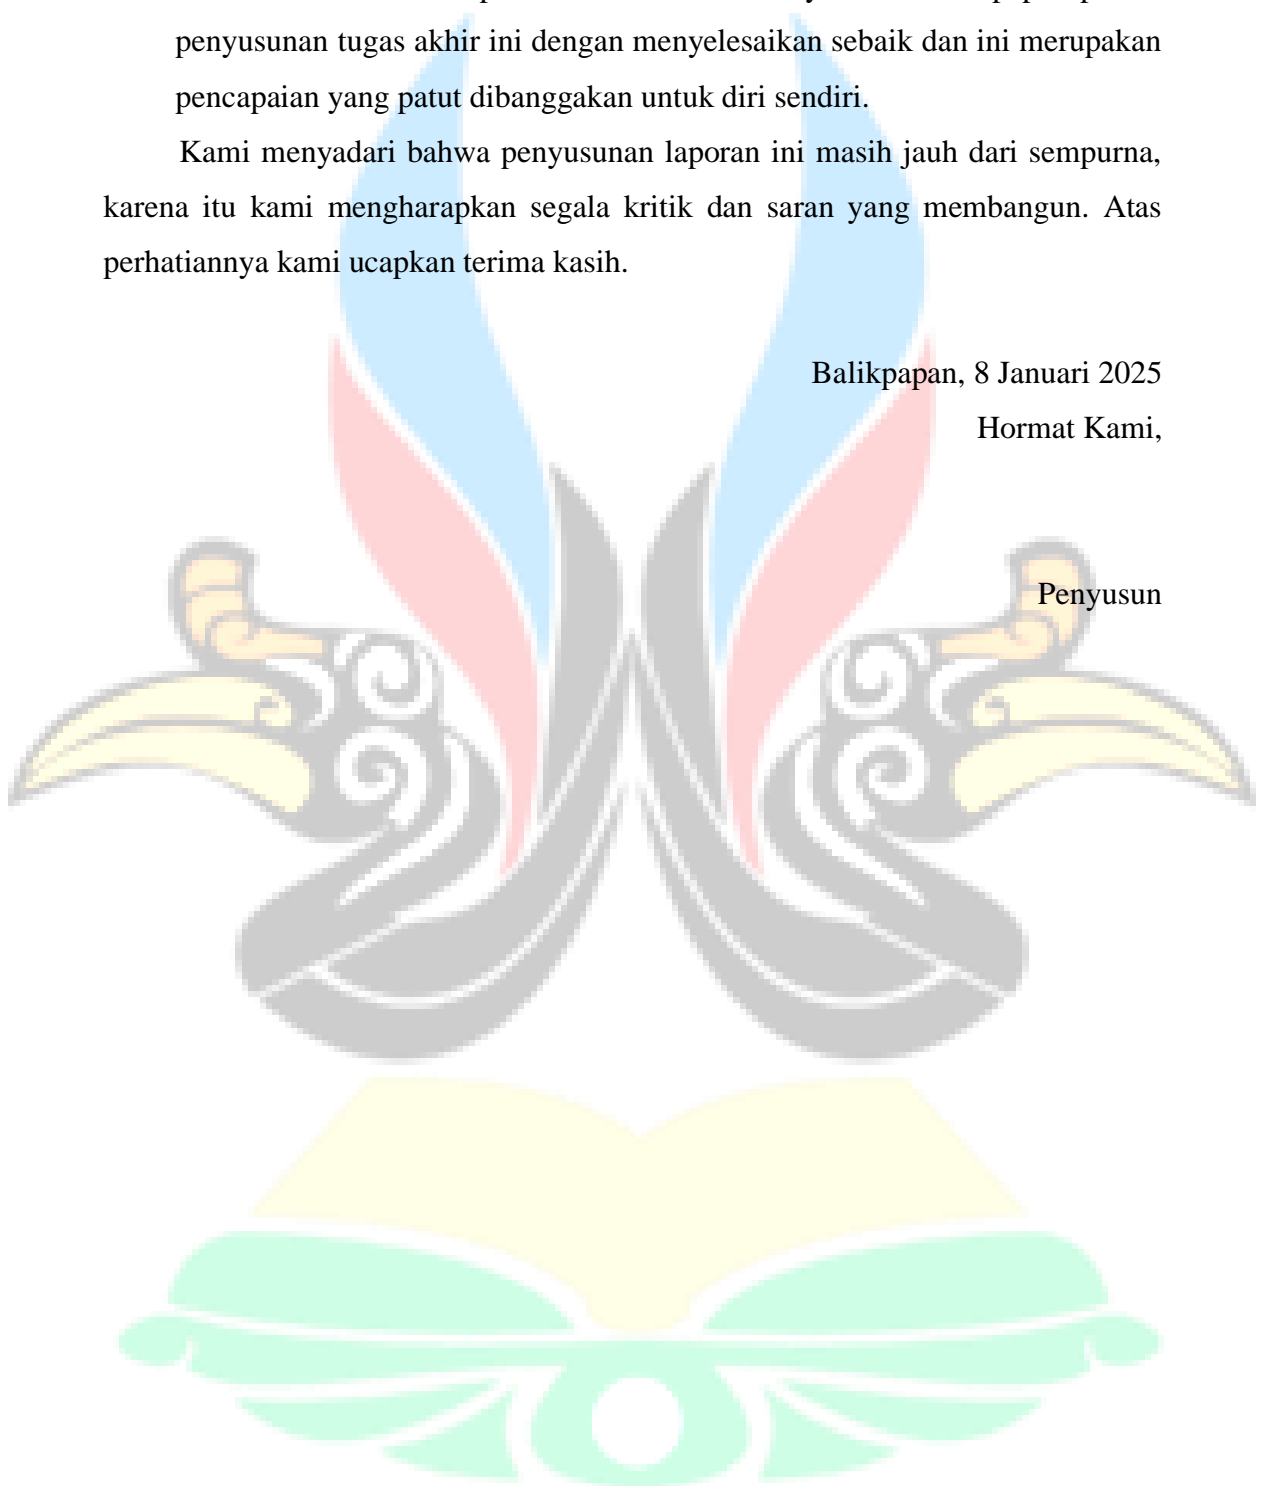 penyusunan tugas akhir ini dengan menyelesaikan sebaik dan ini merupakan
pencapaian yang patut dibanggakan untuk diri sendiri.
Kami menyadari bahwa penyusunan laporan ini masih jauh dari sempurna,
karena itu kami mengharapkan segala kritik dan saran yang membangun. Atas
perhatiannya kami ucapkan terima kasih.
Balikpapan, 8 Januari 2025
Hormat Kami,
Penyusun